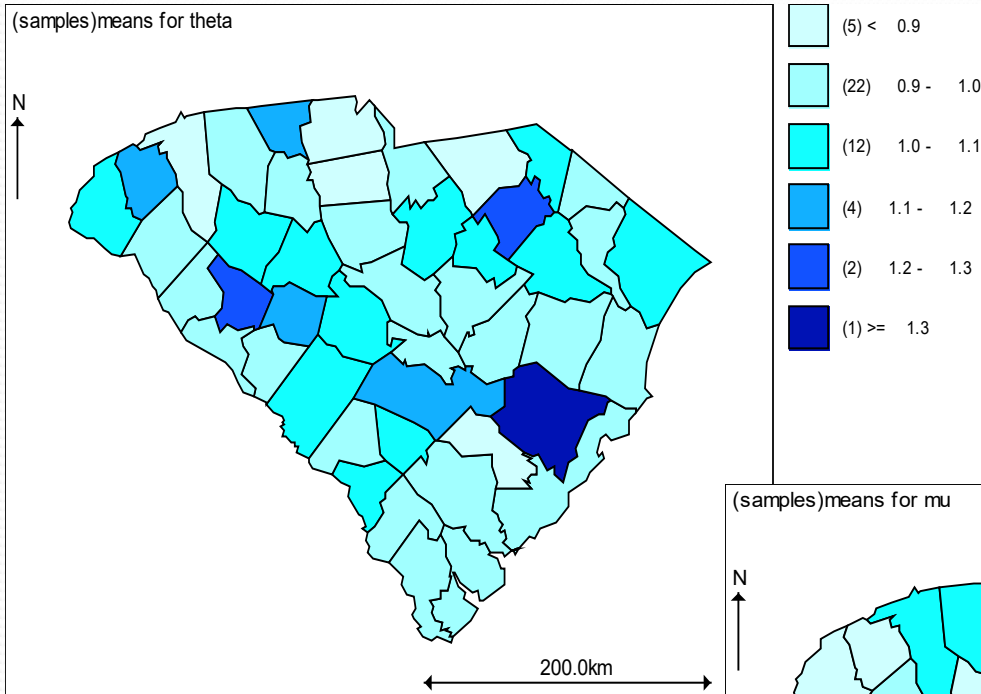 (samples)means for theta
N
200.0km
(5) < 0.9
(22) 0.9 - 1.0
(12) 1.0 - 1.1
(4) 1.1 - 1.2
(2) 1.2 - 1.3
(1) >= 1.3
(samples)means for mu
N